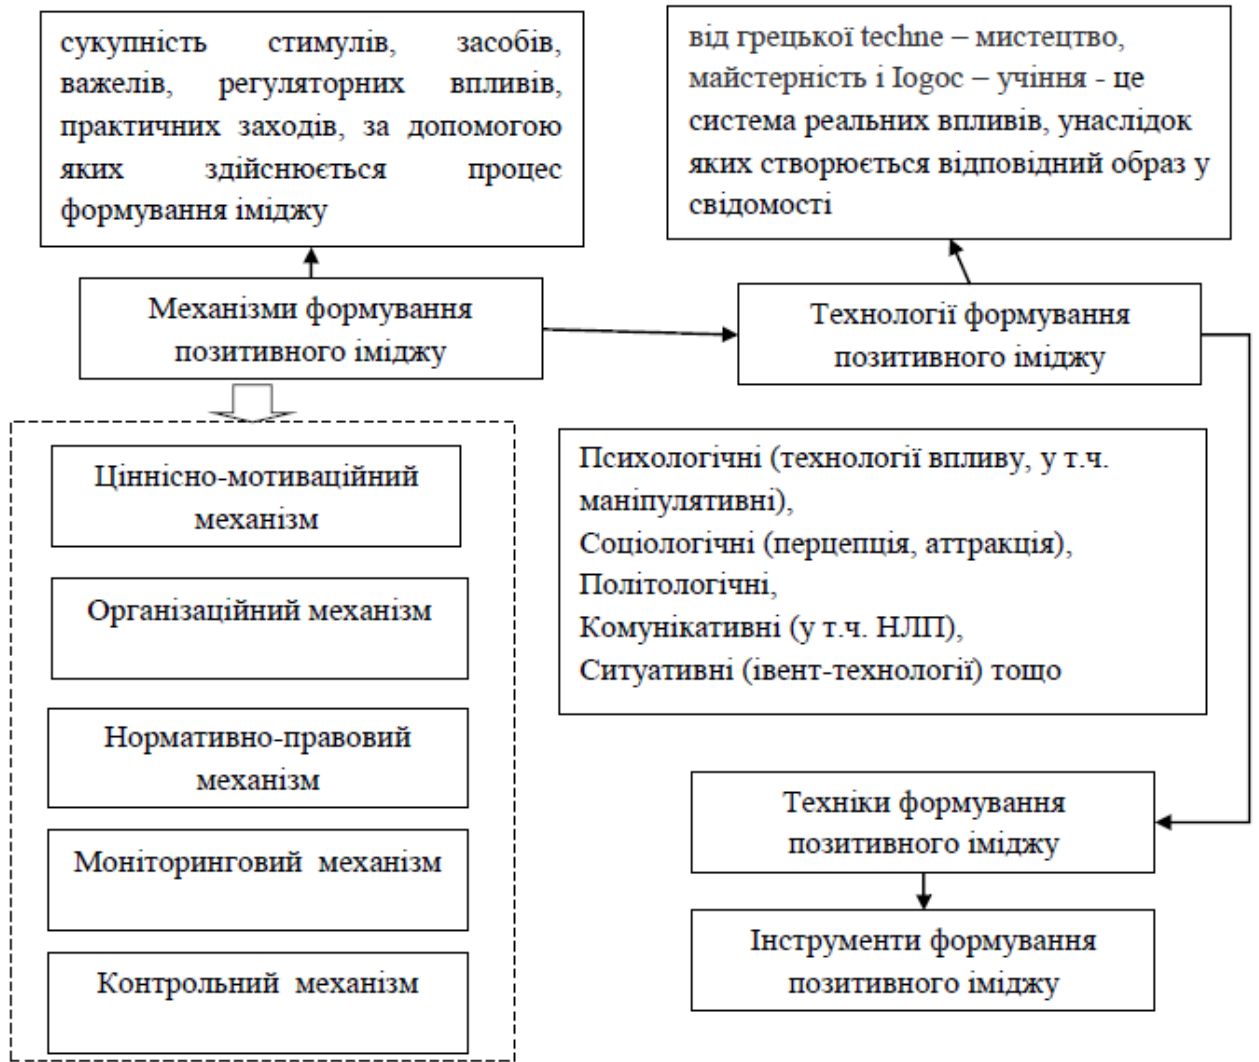 сукупність стимулів, засобів,
важелів, регуляторних впливів,
практичних заходів, за допомогою
яких здійснюється процес
формування іміджу
від грецької techne – мистецтво,
майстерність і Iogoc – учіння - це
система реальних впливів, унаслідок
яких створюється відповідний образ у
свідомості
Механізми формування
позитивного іміджу
Технології формування
позитивного іміджу
Ціннісно-мотиваційний
механізм
Організаційний механізм
Нормативно-правовий
механізм
Моніторинговий механізм
Контрольний механізм
Психологічні (технології впливу, у т.ч.
маніпулятивні),
Соціологічні (перцепція, аттракція),
Політологічні,
Комунікативні (у т.ч. НЛП),
Ситуативні (івент-технології) тощо
Техніки формування
позитивного іміджу
Інструменти формування
позитивного іміджу